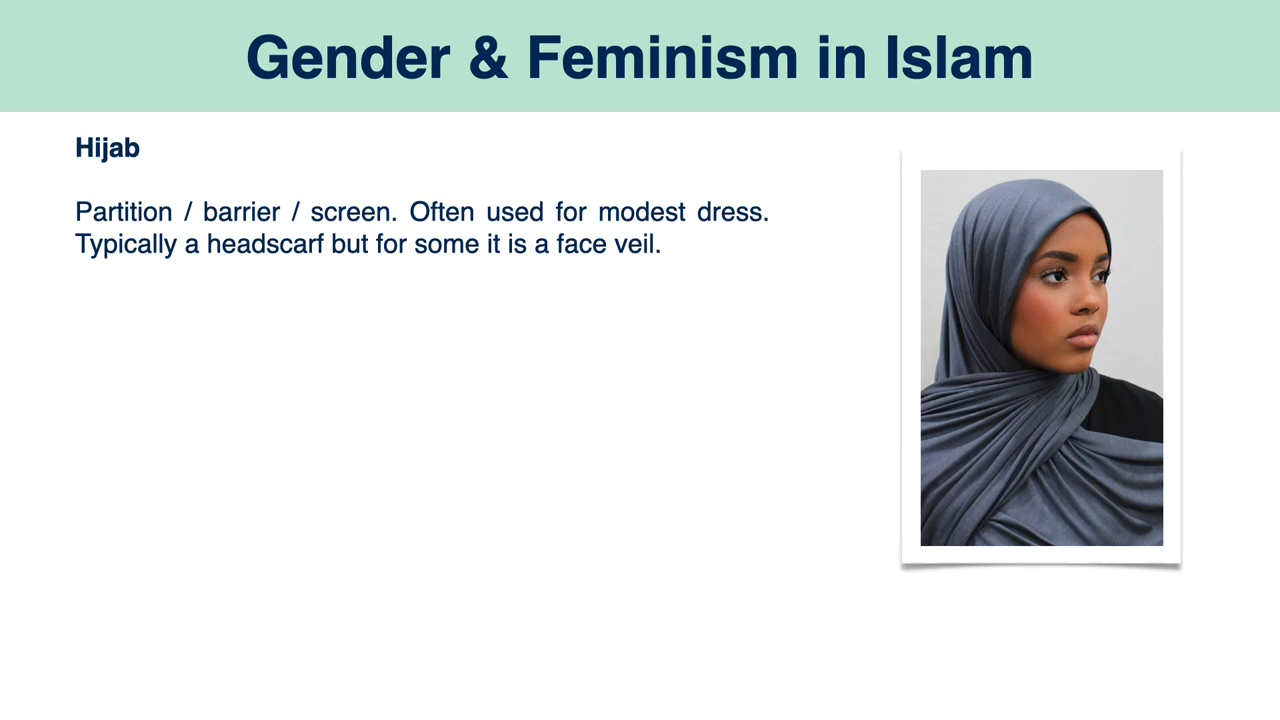 Gender & Feminism in Islam
Hijab
Partition / barrier / screen. Often used for modest dress.
Typically a headscarf but for some it is a face veil.